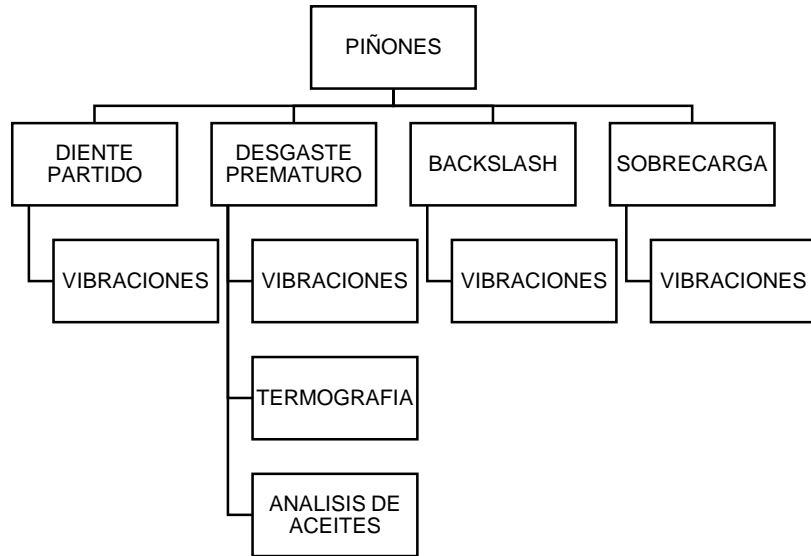 PIÑONES
DIENTE
PARTIDO
DESGASTE
PREMATURO
BACKSLASH
SOBRECARGA
VIBRACIONES
VIBRACIONES
VIBRACIONES
VIBRACIONES
TERMOGRAFIA
ANALISIS DE
ACEITES